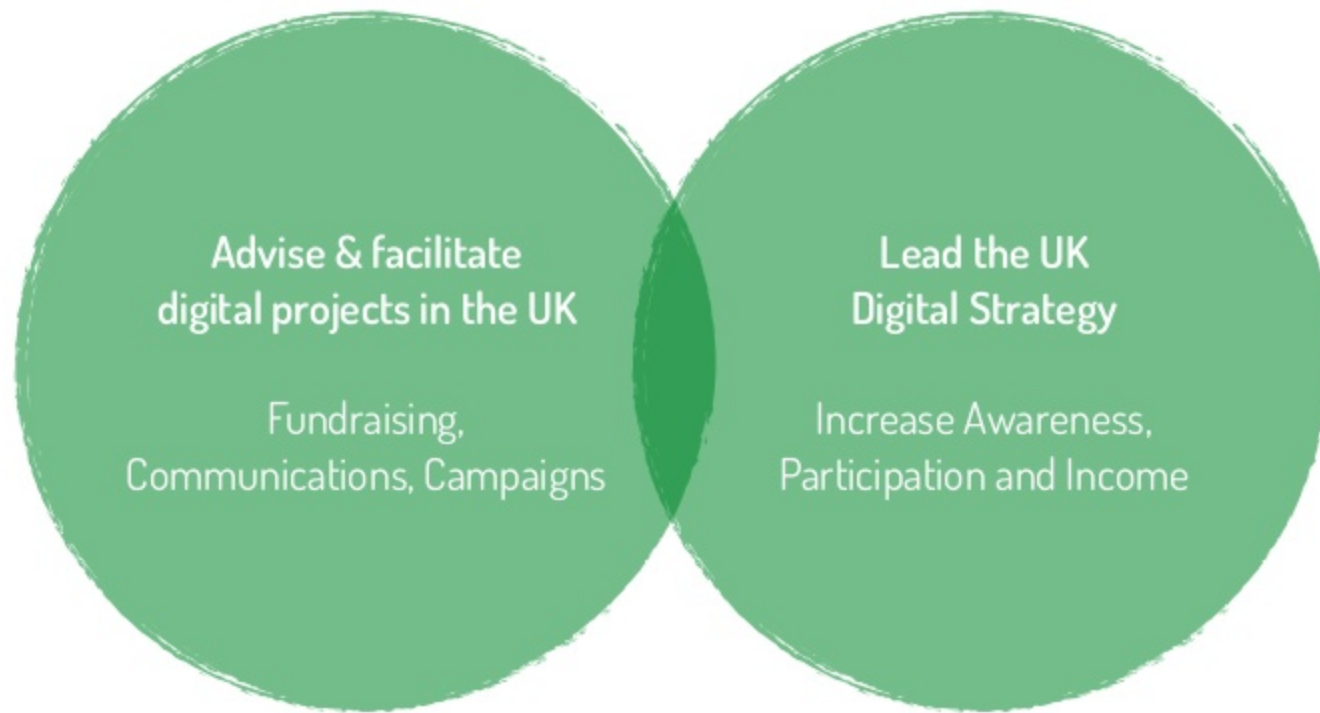 Advise & facilitate
digital projects in the UK
Fundraising,
Communications, Campaigns
Lead the UK
Digital Strategy
Increase Awareness,
Participation and Income